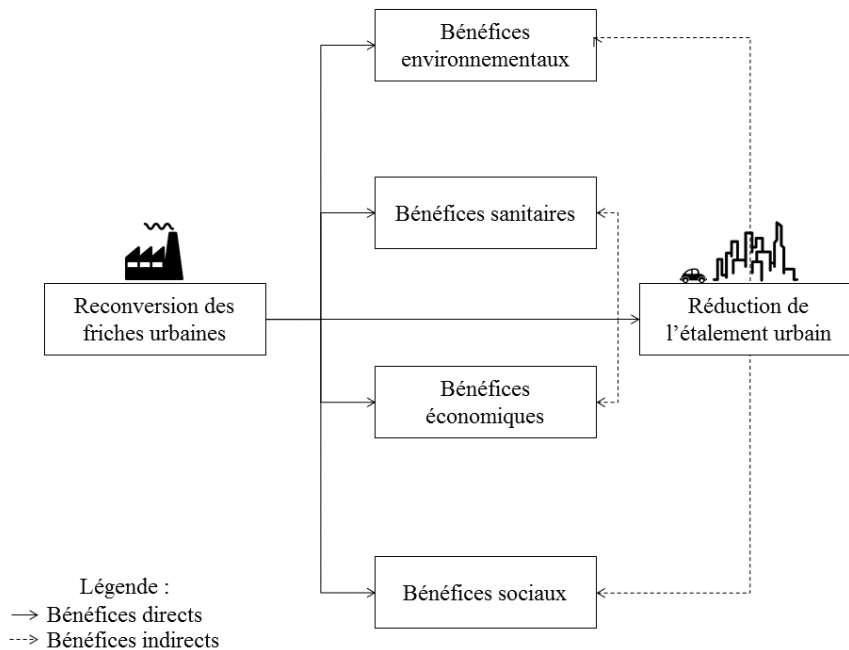 Bénéfices
environnementaux
Bénéfices sanitaires
Reconversion des
friches urbaines
Réduction de
l’étalement urbain
Bénéfices
économiques
Bénéfices sociaux
Légende :
Bénéfices directs
Bénéfices indirects